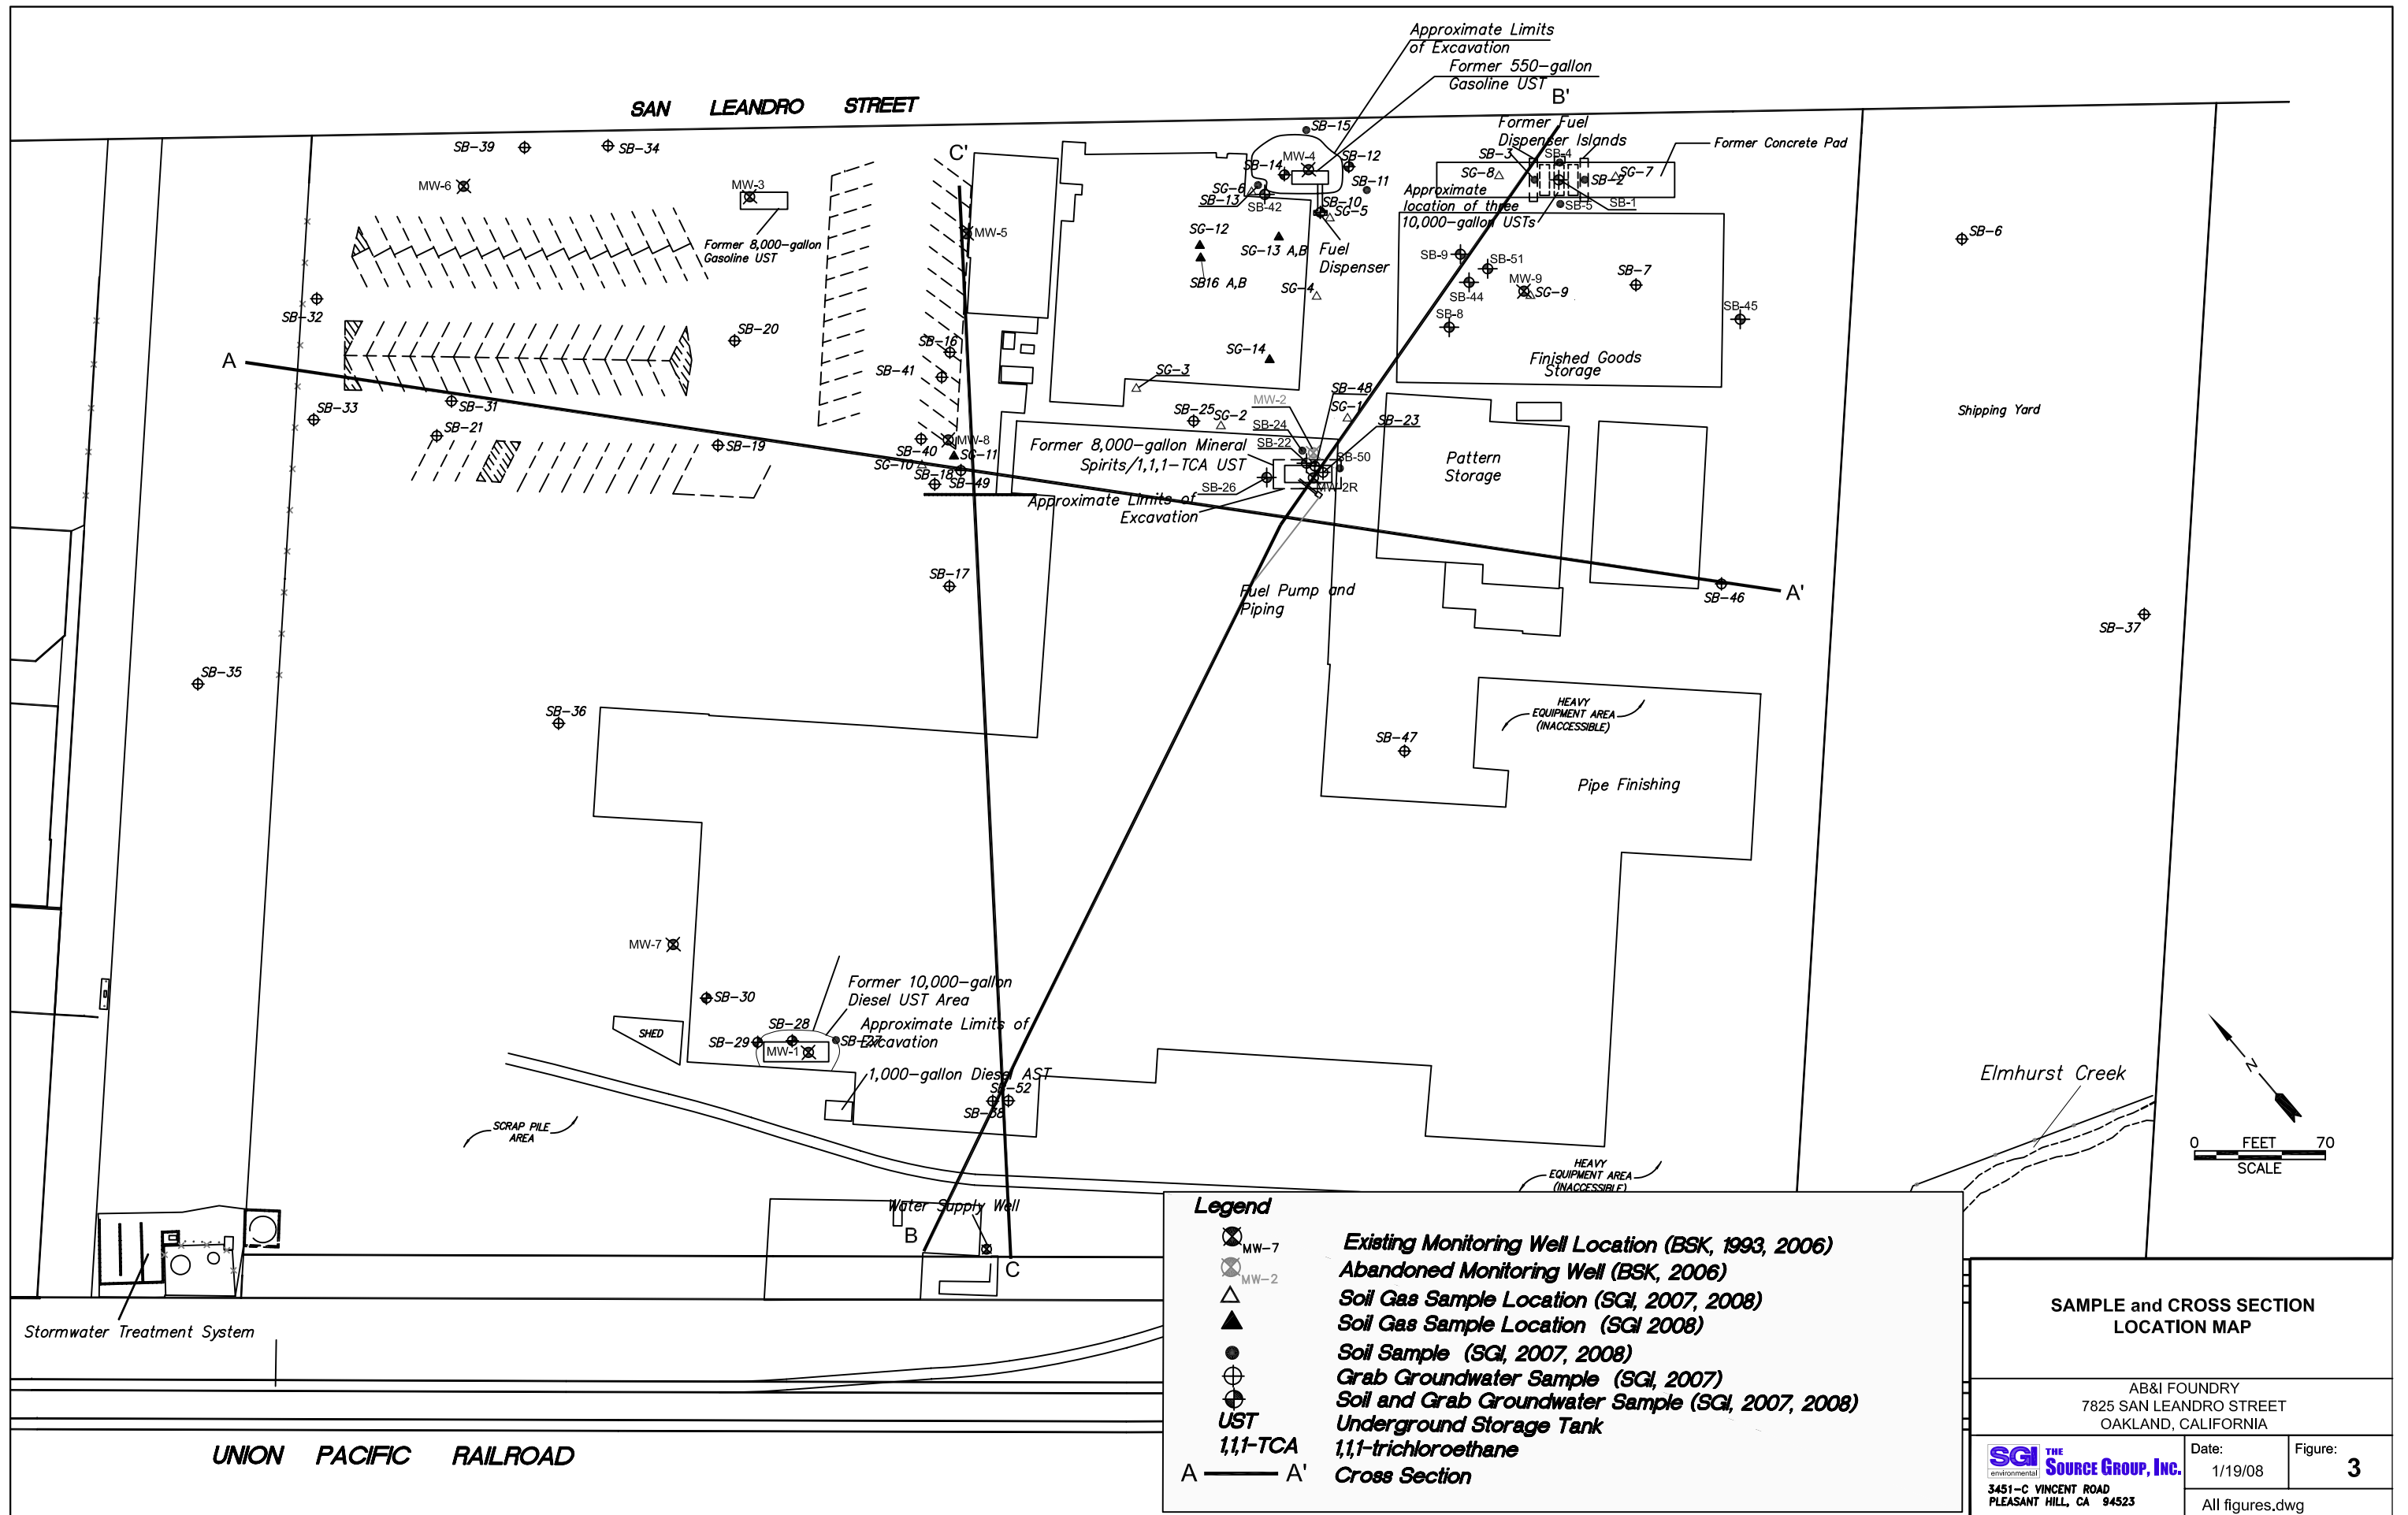 Approximate Limits
of Excavation
Former 550-gallon
Gasoline UST
SAN LEANDRO STREET
B'
SB-15
Former Fuel
Dispenser Islands
Former Concrete Pad
SB-39
SB-34
C'
MW-4
SB-14
SB-12
SB-3
SB-4
MW-6
MW-3
SG-6
SB-13
SB-42
SB-11
SG-8
SB-2
SG-7
Approximate
location of three
10,000-gallon USTs
SB-5
SB-1
SB-10
SG-5
Former 8,000-gallon
Gasoline UST
MW-5
SG-12
SG-13 A,B
Fuel
Dispenser
SB-6
SB16 A,B
SG-4
SB-9
SB-51
SB-44
MW-9
SG-9
SB-7
SB-45
SB-8
SB-32
SB-20
SB-16
SB-41
SG-14
SG-3
Finished Goods
Storage
A
SB-33
SB-31
SB-21
SB-19
SB-40
MW-8
SG-10
SG-11
SB-18
SB-49
SB-25
SG-2
MW-2
SB-48
SG-1
SB-24
SB-23
SB-22
SB-50
Former 8,000-gallon Mineral
Spirits/1,1,1-TCA UST
SB-26
MW-2R
Approximate Limits of
Excavation
Pattern
Storage
Shipping Yard
SB-17
Fuel Pump and
Piping
SB-46
A'
SB-37
SB-35
SB-36
SB-47
HEAVY
EQUIPMENT AREA
(INACCESSIBLE)
Pipe Finishing
MW-7
SB-30
Former 10,000-gallon
Diesel UST Area
SHED
SB-28
SB-29
MW-1
SB-27
Approximate Limits of
Excavation
1,000-gallon Diesel AST
SB-52
SB-38
SCRAP PILE
AREA
HEAVY
EQUIPMENT AREA
(INACCESSIBLE)
Elmhurst Creek
N
0 FEET 70
SCALE
Water Supply Well
B
C
Stormwater Treatment System
UNION PACIFIC RAILROAD
Legend
MW-7 Existing Monitoring Well Location (BSK, 1993, 2006)
MW-2 Abandoned Monitoring Well (BSK, 2006)
Soil Gas Sample Location (SGI, 2007, 2008)
Soil Gas Sample Location (SGI 2008)
Soil Sample (SGI, 2007, 2008)
Grab Groundwater Sample (SGI, 2007)
Soil and Grab Groundwater Sample (SGI, 2007, 2008)
UST Underground Storage Tank
1,1,1-TCA 1,1,1-trichloroethane
A A' Cross Section
SAMPLE and CROSS SECTION
LOCATION MAP
AB&I FOUNDRY
7825 SAN LEANDRO STREET
OAKLAND, CALIFORNIA
SGI environmental THE SOURCE GROUP, INC.
3451-C VINCENT ROAD
PLEASANT HILL, CA 94523
Date:
1/19/08
Figure:
3
All figures.dwg